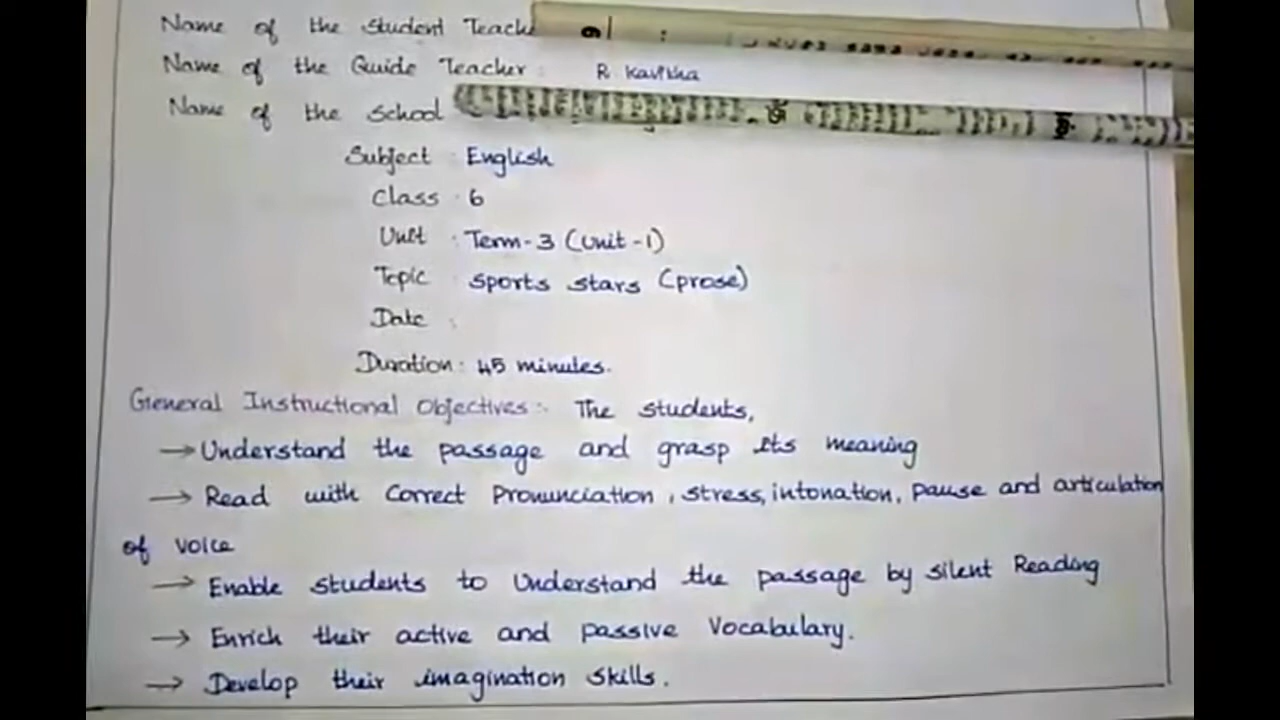 Name of the Student Teache
Name of the Guide Teacher : R. Kavitha
Name of the School
Subject : English
Class : 6
Unit : Term-3 (Unit-1)
Topic sports stars (prose)
Date :
Duration : 45 minutes.
General Instructional Objectives :- The students,
→ Understand the passage and grasp its meaning
→ Read with correct Pronunciation, stress, intonation, pause and articulation
of voice
→ Enable students to Understand the passage by silent Reading
→ Enrich their active and passive Vocabulary.
→ Develop their imagination skills.